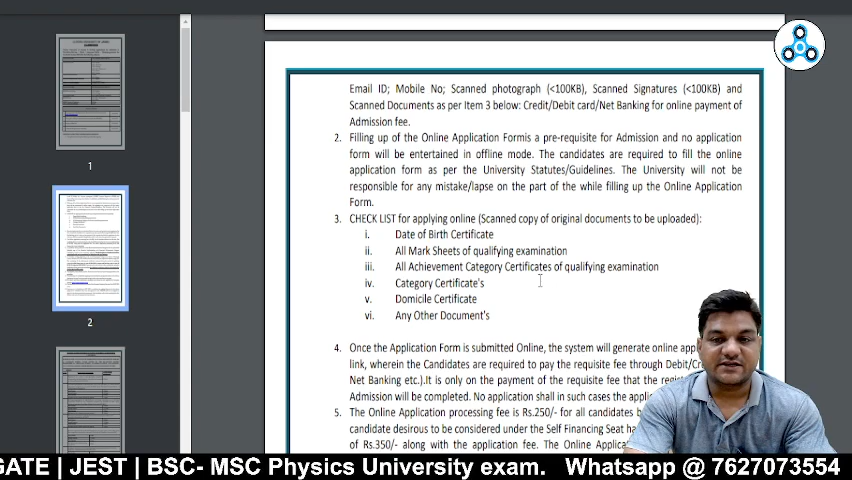 Email ID; Mobile No; Scanned photograph (<100KB), Scanned Signatures (<100KB) and
Scanned Documents as per Item 3 below: Credit/Debit card/Net Banking for online payment of
Admission fee.
2. Filling up of the Online Application Formis a pre-requisite for Admission and no application
form will be entertained in offline mode. The candidates are required to fill the online
application form as per the University Statutes/Guidelines. The University will not be
responsible for any mistake/lapse on the part of the while filling up the Online Application
Form.
3. CHECK LIST for applying online (Scanned copy of original documents to be uploaded):
i. Date of Birth Certificate
ii. All Mark Sheets of qualifying examination
iii. All Achievement Category Certificates of qualifying examination
iv. Category Certificate's
v. Domicile Certificate
vi. Any Other Document's
4. Once the Application Form is submitted Online, the system will generate online
link, wherein the Candidates are required to pay the requisite fee through
Net Banking etc.).It is only on the payment of the requisite fee that the
Admission will be completed. No application shall in such cases the
5. The Online Application processing fee is Rs.250/- for all candidates
candidate desirous to be considered under the Self Financing Seat
of Rs.350/- along with the application fee. The Online
1
2
GATE | JEST | BSC- MSC Physics University exam. Whatsapp @ 7627073554